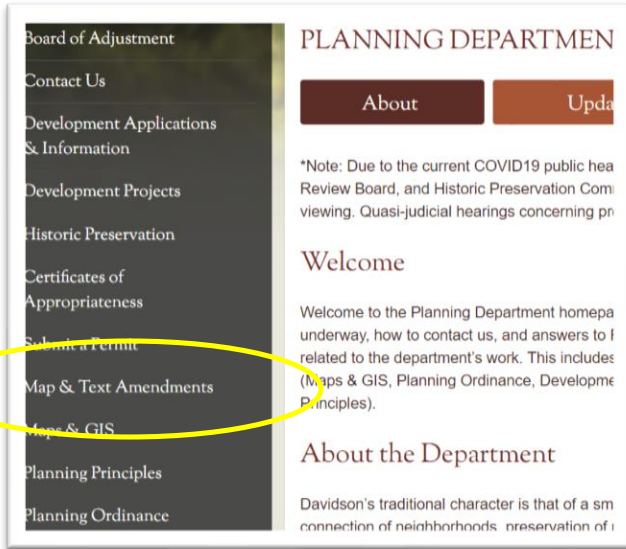 Board of Adjustment
Contact Us
Development Applications
& Information
Development Projects
Historic Preservation
Certificates of
Appropriateness
Submit a Permit
Map & Text Amendments
Maps & GIS
Planning Principles
Planning Ordinance
PLANNING DEPARTMEN
About
Upda
*Note: Due to the current COVID19 public hea
Review Board, and Historic Preservation Com
viewing. Quasi-judicial hearings concerning pr
Welcome
Welcome to the Planning Department homepa
underway, how to contact us, and answers to
related to the department's work. This includes
(Maps & GIS, Planning Ordinance, Developme
Principles).
About the Department
Davidson's traditional character is that of a sm
connection of neighborhoods, preservation of